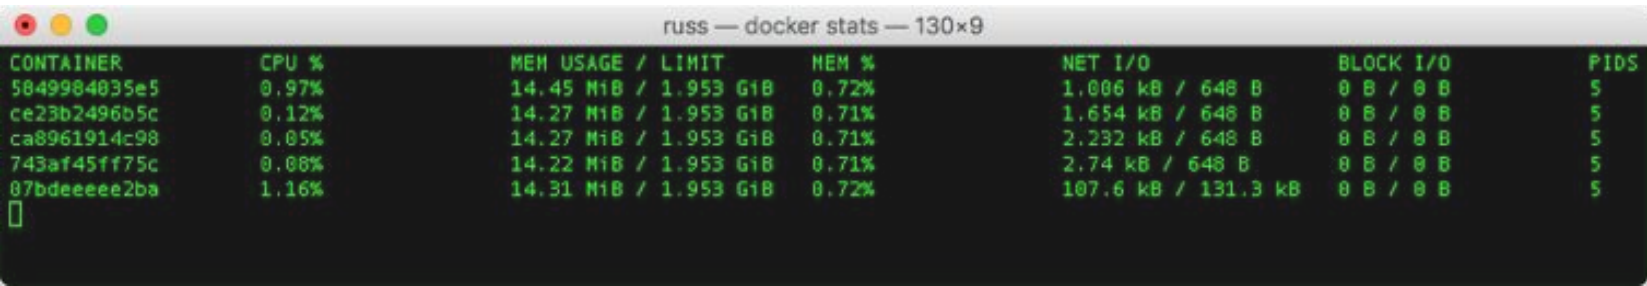 russ — docker stats — 130×9
CONTAINER CPU % MEM USAGE / LIMIT MEM % NET I/O BLOCK I/O PIDS
5849984035e5 0.97% 14.45 MiB / 1.953 GiB 0.72% 1.006 kB / 648 B 0 B / 0 B 5
ce23b2496b5c 0.12% 14.27 MiB / 1.953 GiB 0.71% 1.654 kB / 648 B 0 B / 0 B 5
ca8961914c98 0.05% 14.27 MiB / 1.953 GiB 0.71% 2.232 kB / 648 B 0 B / 0 B 5
743af45ff75c 0.08% 14.22 MiB / 1.953 GiB 0.71% 2.74 kB / 648 B 0 B / 0 B 5
07bdeeeee2ba 1.16% 14.31 MiB / 1.953 GiB 0.72% 107.6 kB / 131.3 kB 0 B / 0 B 5